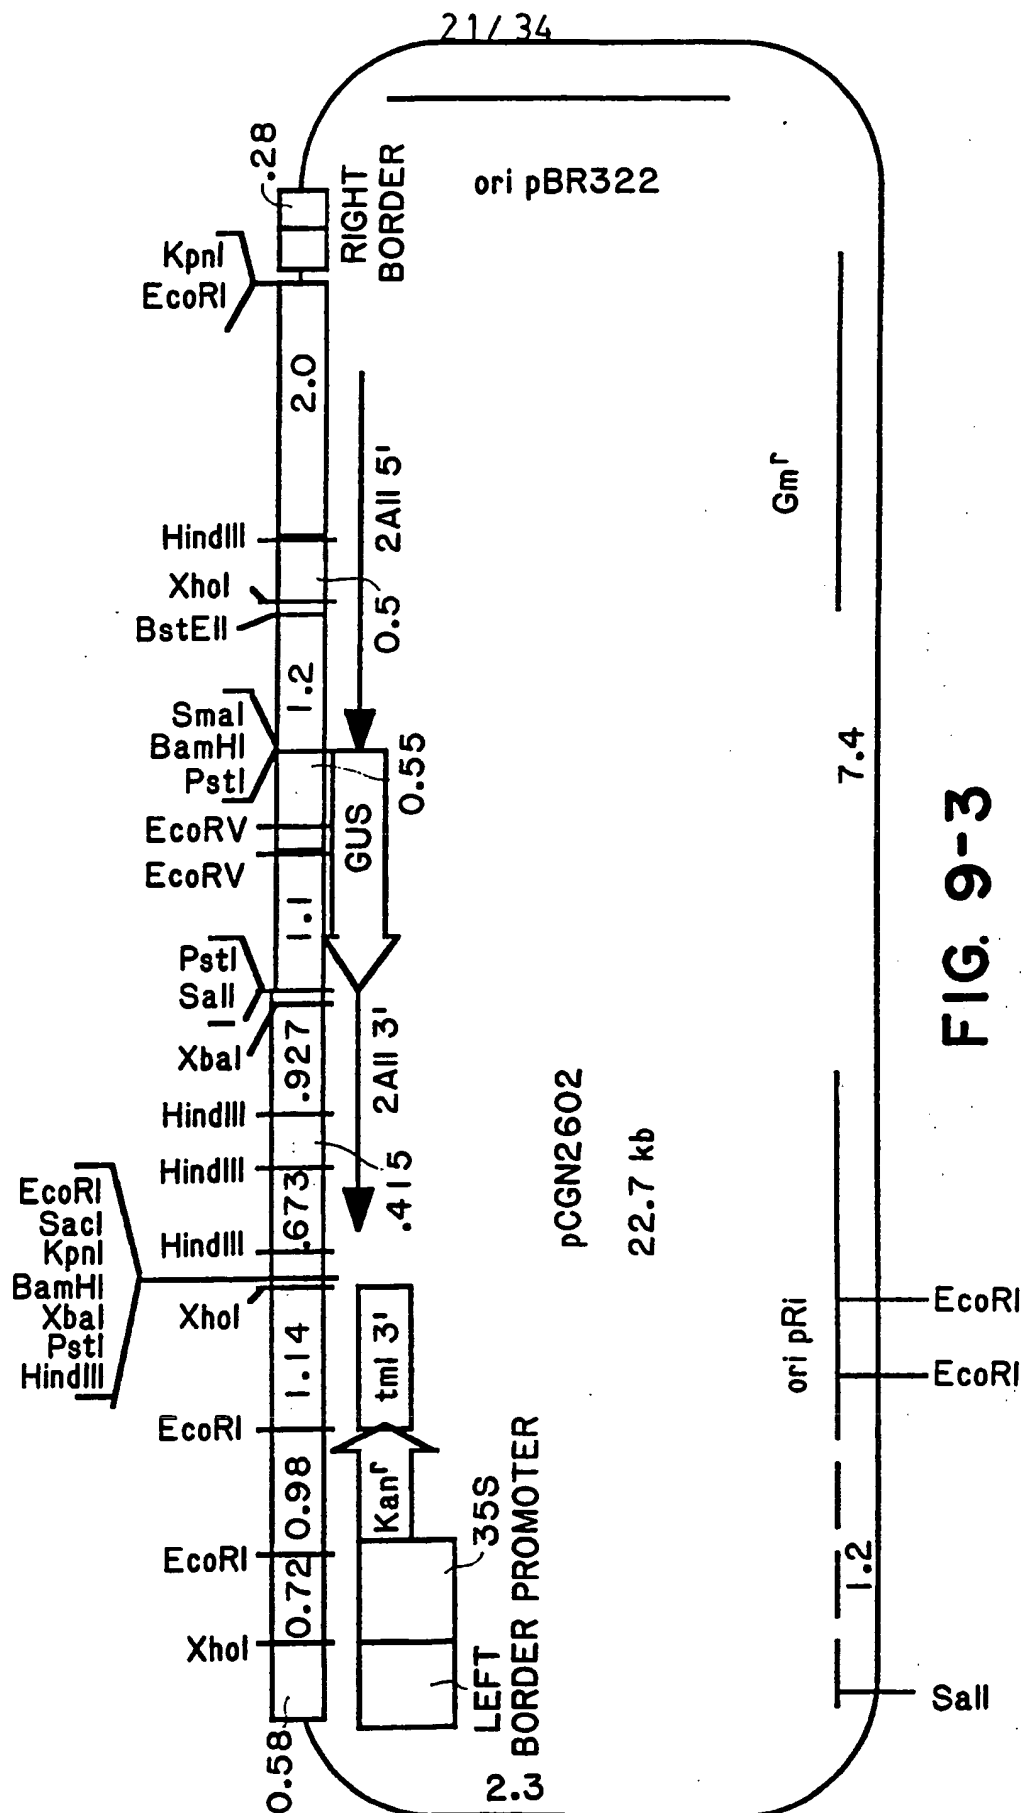 21/34
.28
KpnI
EcoRI
RIGHT
BORDER
ori pBR322
2.0
HindIII
XhoI
BstEII
0.5
2AII 5'
Gmʳ
1.2
SmaI
BamHI
PstI
0.55
7.4
EcoRV
EcoRV
GUS
1.1
PstI
SalI
XbaI
.927
2AII 3'
HindIII
HindIII
.415
.673
HindIII
EcoRI
SacI
KpnI
BamHI
XbaI
PstI
HindIII
XhoI
pCGN2602
22.7 kb
1.14
tml 3'
ori pRi
EcoRI
EcoRI
EcoRI
0.98
Kanʳ
EcoRI
0.72
35S
PROMOTER
XhoI
LEFT
BORDER
0.58
2.3
1.2
SalI
FIG. 9-3